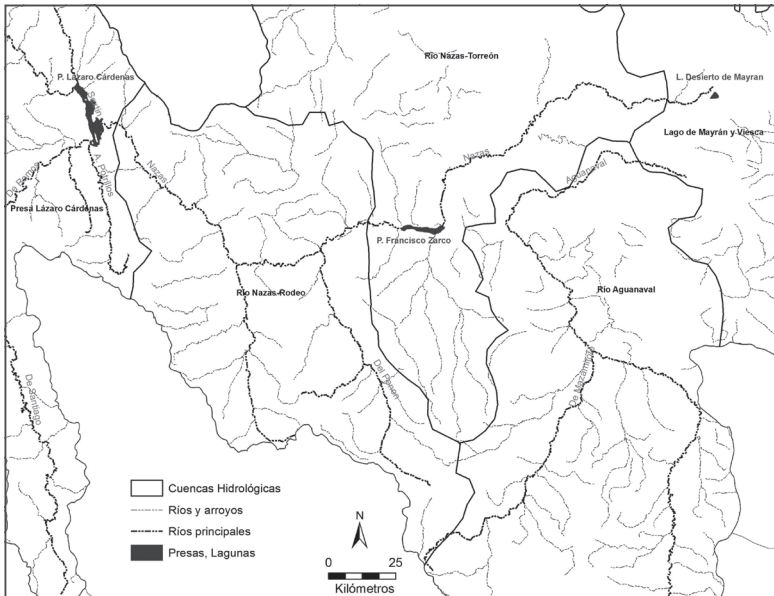 Río Nazas-Torreón
P. Lázaro Cárdenas
L. Desierto de Mayran
Lago de Mayrán y Viesca
Nazas
Nazas
Aguanaval
Presa Lázaro Cárdenas
P. Francisco Zarco
Río Nazas-Rodeo
Río Aguanaval
Del Peñón
De Santiago
Cuencas Hidrológicas
Ríos y arroyos
Ríos principales
Presas, Lagunas
N
0 25
Kilómetros